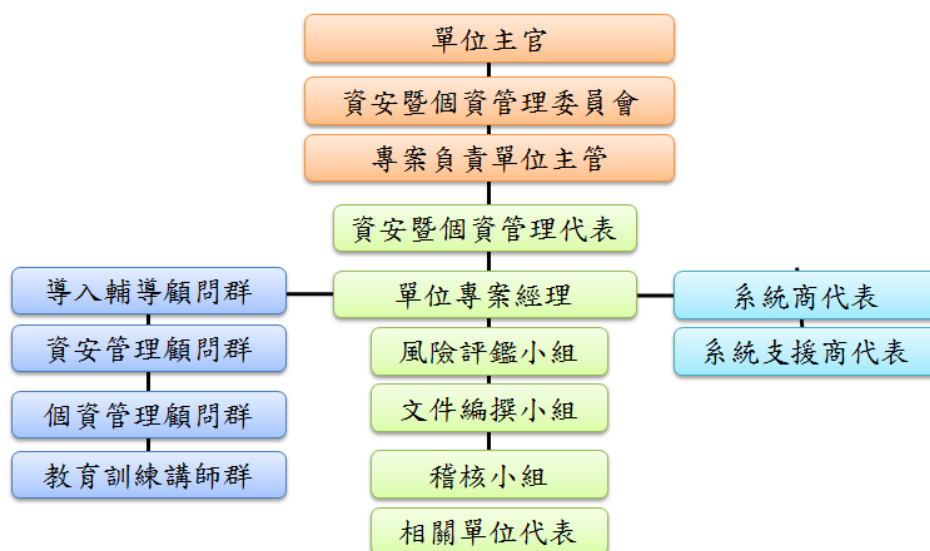 單位主官
資安暨個資管理委員會
專案負責單位主管
資安暨個資管理代表
導入輔導顧問群
單位專案經理
系統商代表
資安管理顧問群
風險評鑑小組
系統支援商代表
個資管理顧問群
文件編撰小組
教育訓練講師群
稽核小組
相關單位代表